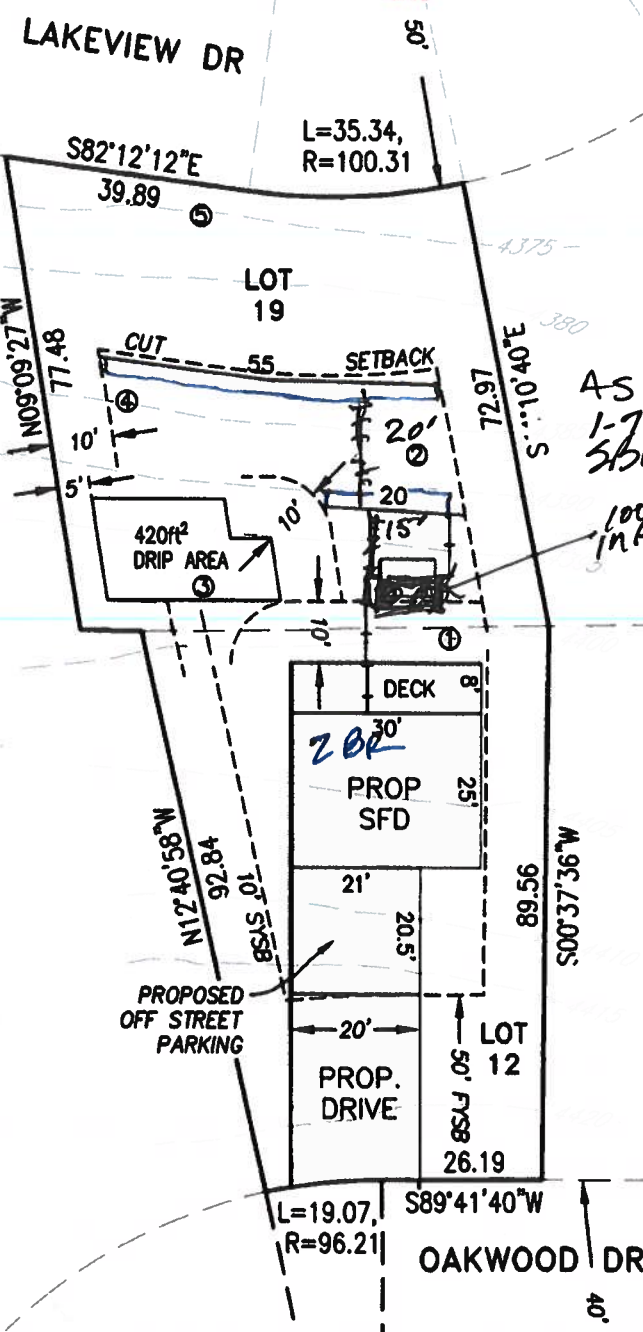 LAKEVIEW DR
50'
L=35.34,
R=100.31
S82°12'12"E
39.89
⑤
4375
LOT
19
380
N09°09'27"W
77.48
CUT
55
SETBACK
72.97
10'40"E
④
20'
②
10'
5'
20
15'
10'
420ft²
DRIP AREA
③
10'
①
DECK
8'
30'
2 BR
PROP
SFD
25'
N12°40'58"W
92.84
10' SYSB
21'
20.5'
89.56
S00°37'36"W
PROPOSED
OFF STREET
PARKING
20'
PROP.
DRIVE
50' FYSB
LOT
12
26.19
S89°41'40"W
L=19.07,
R=96.21
OAKWOOD DR
40'